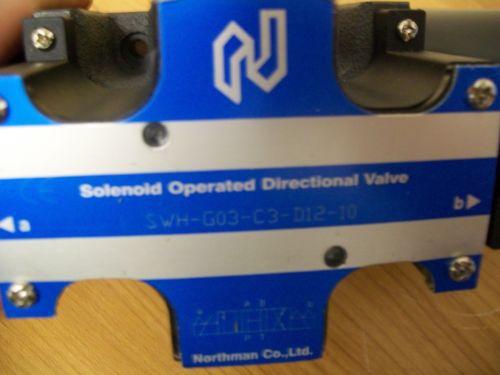 Solenoid Operated Directional Valve
SWH-G03-C3-D12-10
a
b
A B
P T
Northman Co.,Ltd.